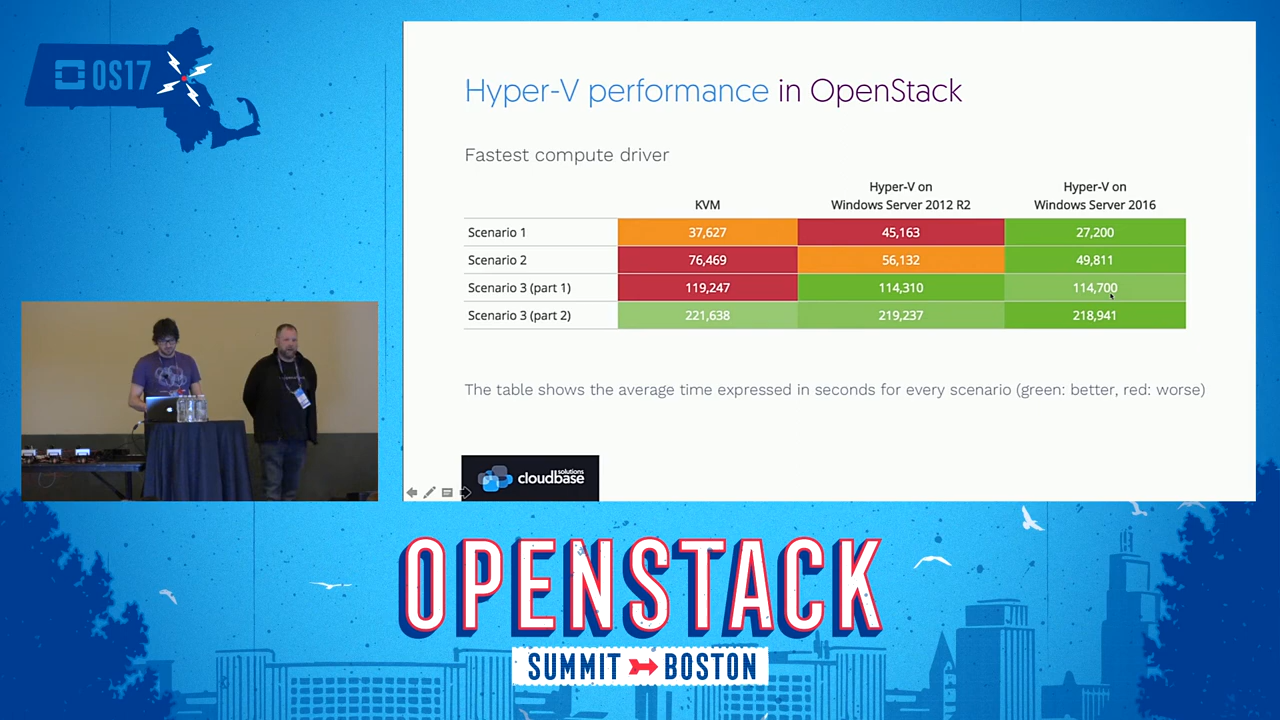 OS17
Hyper-V performance in OpenStack
Fastest compute driver
KVM
Hyper-V on
Windows Server 2012 R2
Hyper-V on
Windows Server 2016
Scenario 1 37,627 45,163 27,200
Scenario 2 76,469 56,132 49,811
Scenario 3 (part 1) 119,247 114,310 114,700
Scenario 3 (part 2) 221,638 219,237 218,941
The table shows the average time expressed in seconds for every scenario (green: better, red: worse)
cloudbase
solutions
OPENSTACK
SUMMIT BOSTON